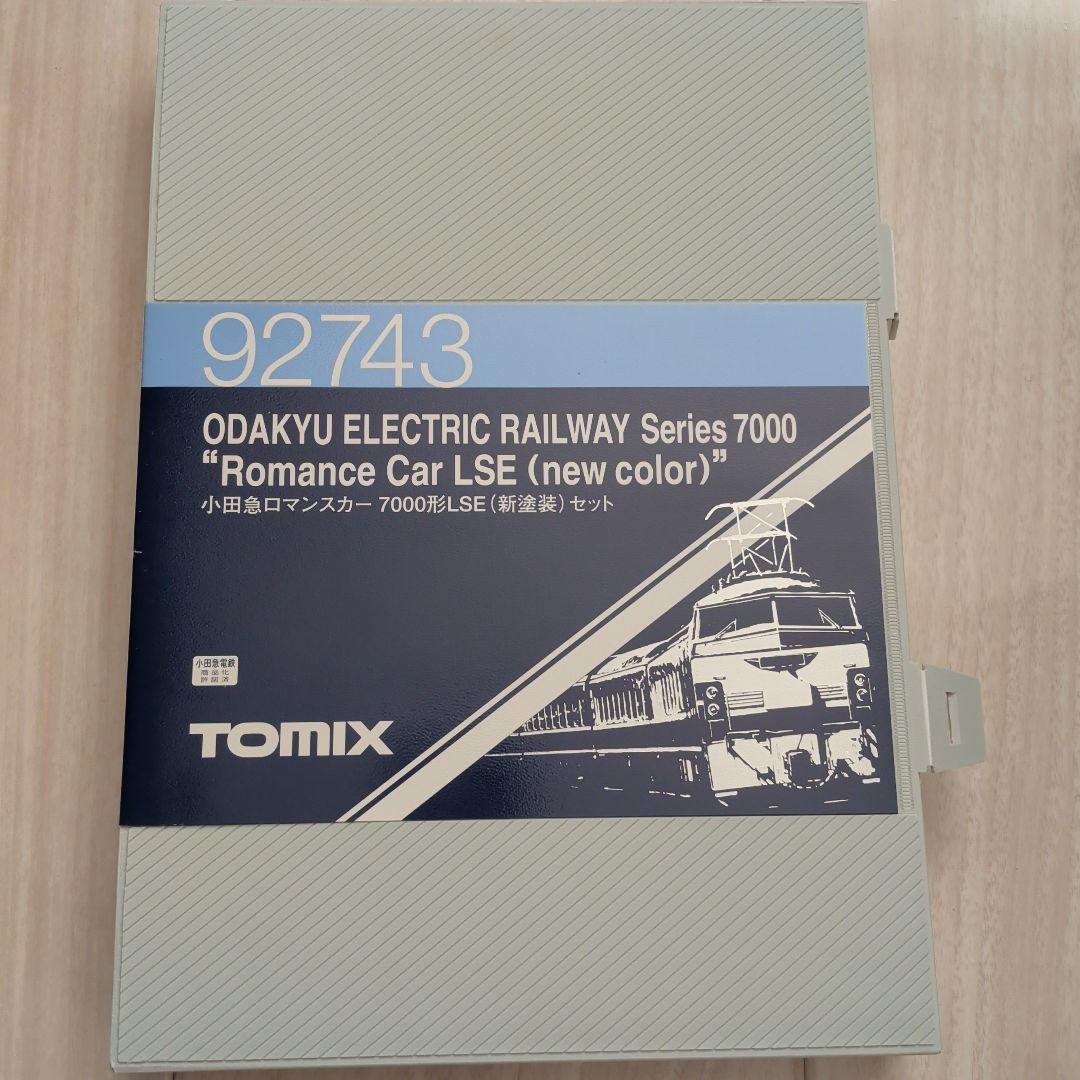 92743
ODAKYU ELECTRIC RAILWAY Series 7000
“Romance Car LSE (new color)”
小田急ロマンスカー 7000形LSE(新塗装)セット
小田急電鉄
商品化
許諾済
TOMIX